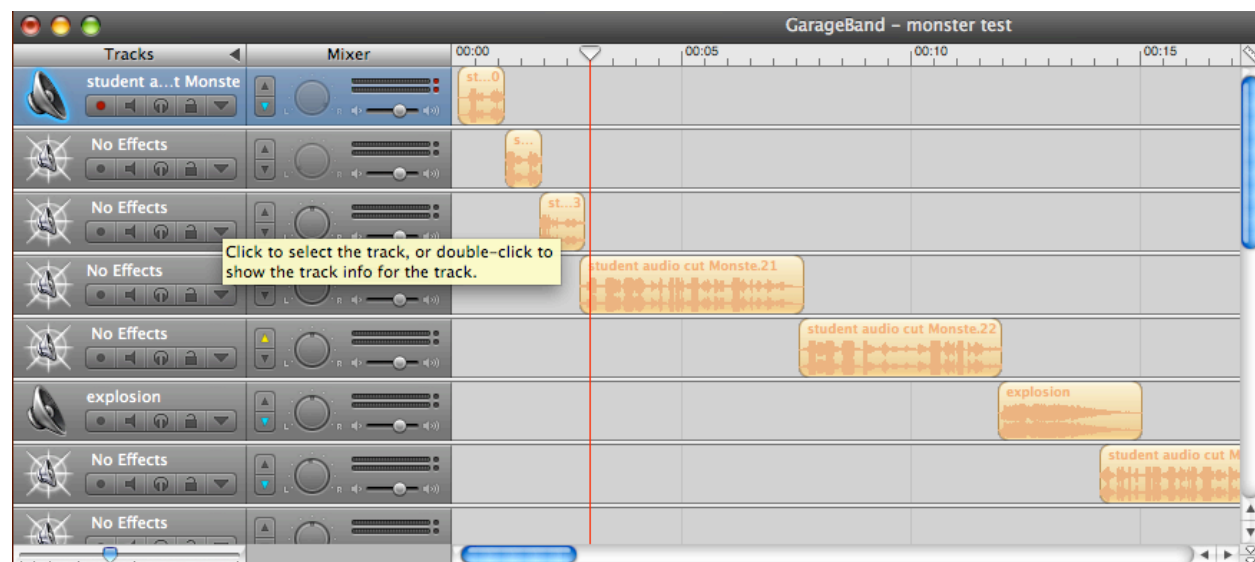 GarageBand – monster test
Tracks Mixer 00:00 00:05 00:10 00:15
student a...t Monste
L R
st...0
No Effects
L R
s...
No Effects
st...3
Click to select the track, or double-click to
show the track info for the track.
No Effects
L R
student audio cut Monste.21
No Effects
L R
student audio cut Monste.22
explosion
L R
explosion
No Effects
L R
student audio cut M
No Effects